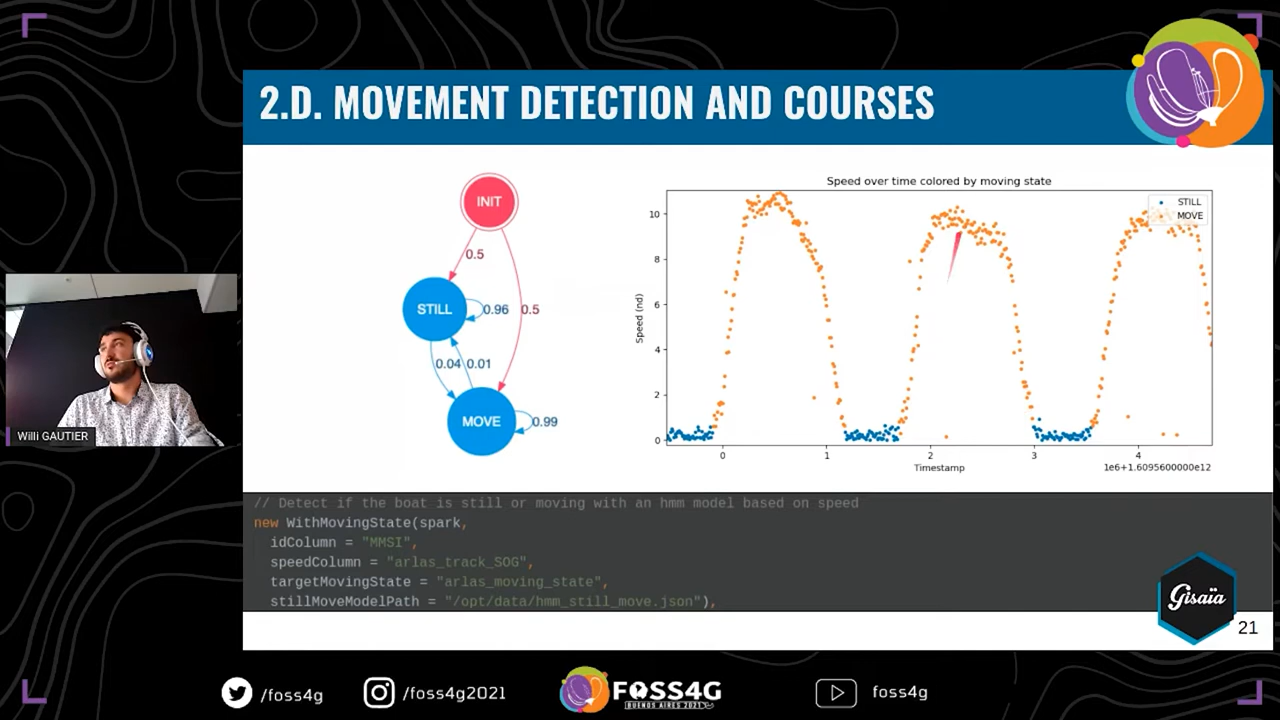 2.D. MOVEMENT DETECTION AND COURSES
INIT
0.5
STILL
0.96
0.5
0.04
0.01
MOVE
0.99
Speed over time colored by moving state
STILL
MOVE
10
8
6
4
2
0
Speed (nd)
0 1 2 3 4
Timestamp
1e6+1.6095600000e12
Willi GAUTIER
// Detect if the boat is still or moving with an hmm model based on speed
new WithMovingState(spark,
idColumn = "MMSI",
speedColumn = "arlas_track_SOG",
targetMovingState = "arlas_moving_state",
stillMoveModelPath = "/opt/data/hmm_still_move.json"),
Gisaïa
21
/foss4g
/foss4g2021
FOSS4G
BUENOS AIRES 2021
foss4g